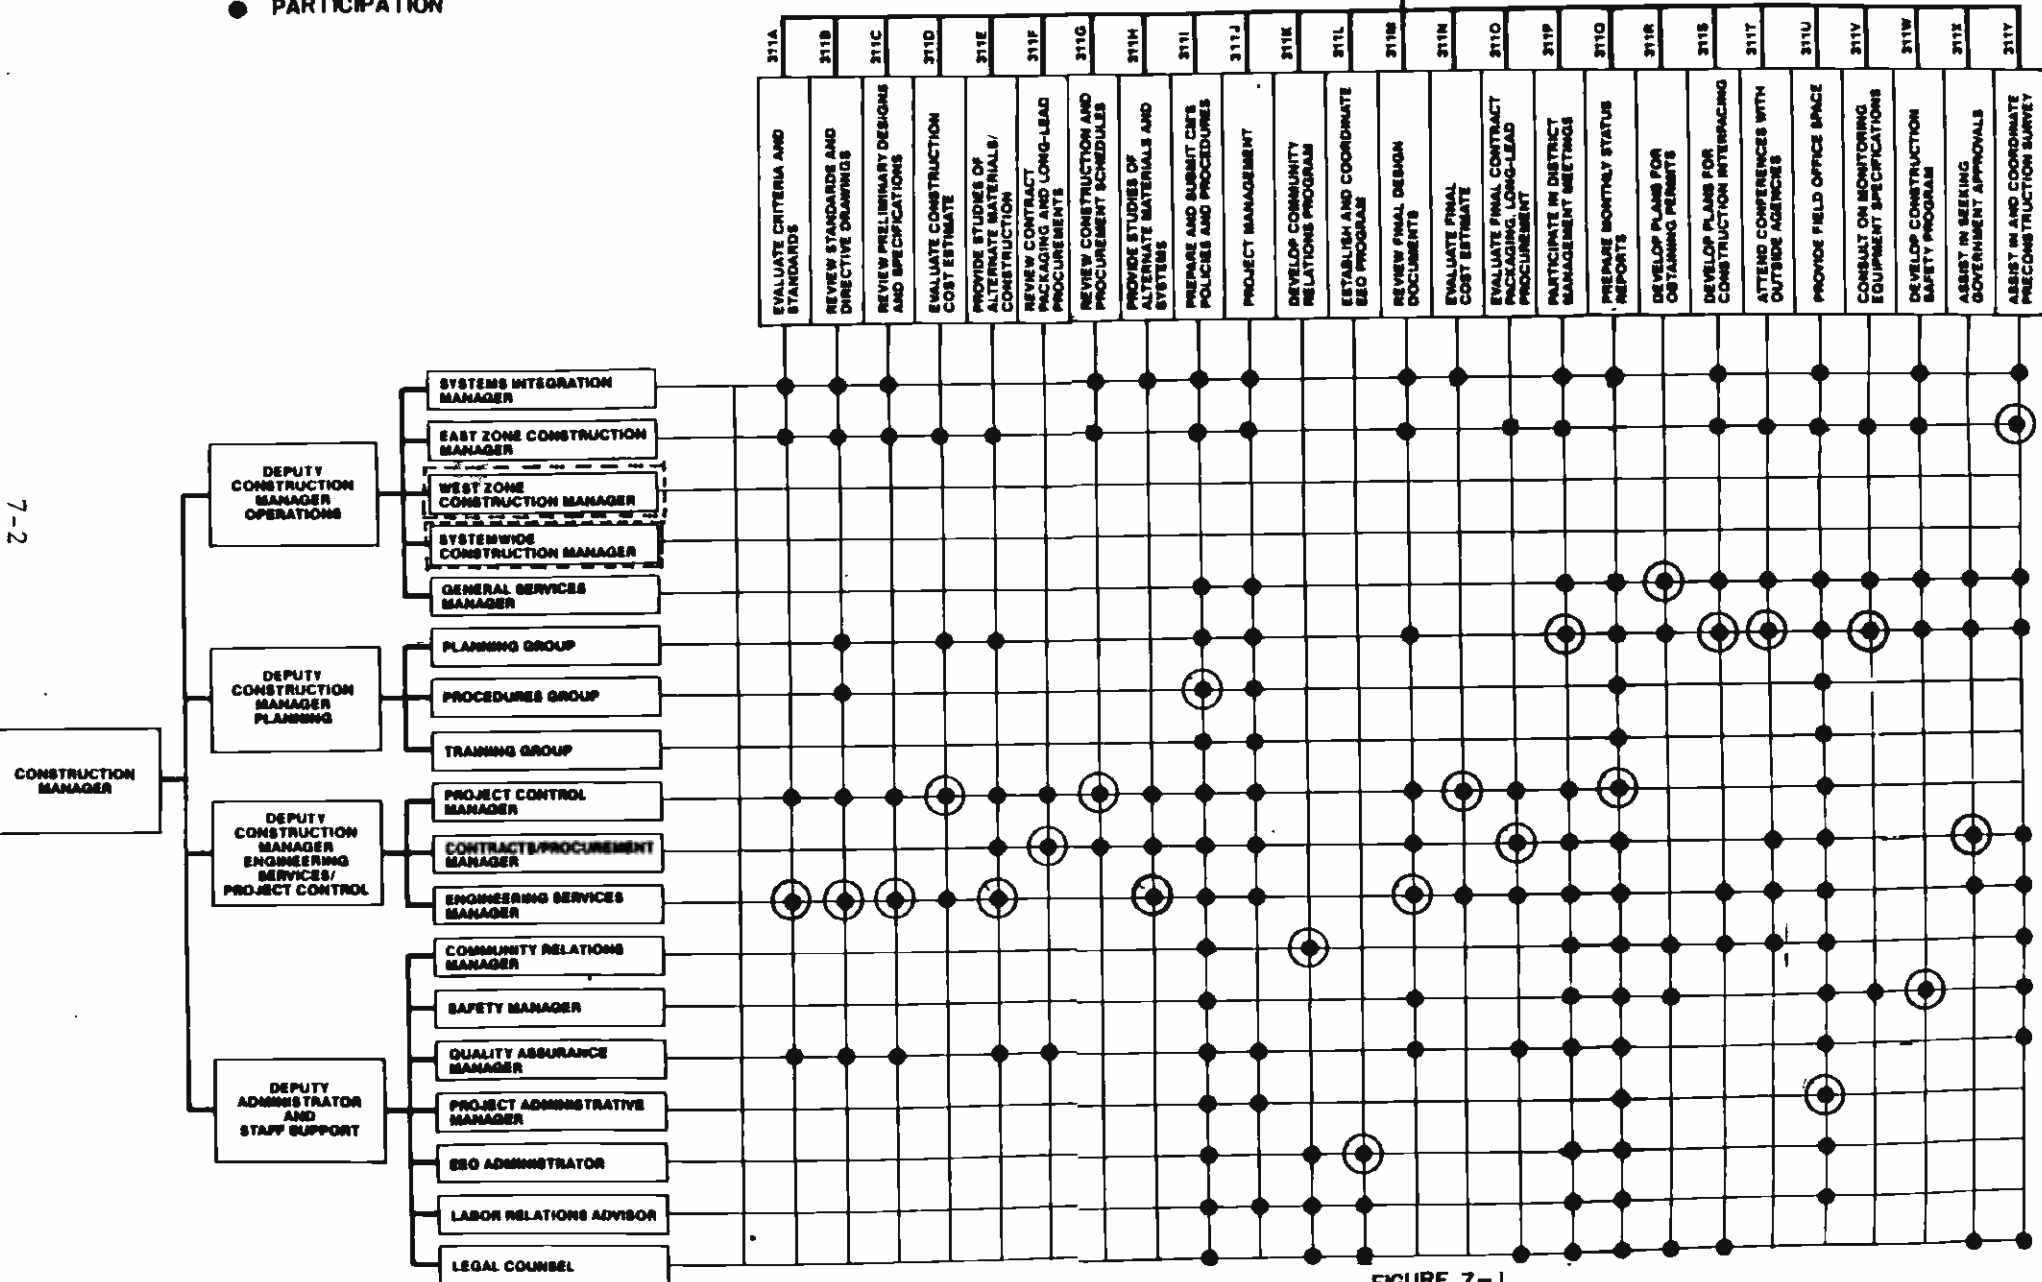 PARTICIPATION
311A
311B
311C
311D
311E
311F
311G
311H
311I
311J
311K
311L
311M
311N
311O
311P
311Q
311R
311S
311T
311U
311V
311W
311X
311Y
EVALUATE CRITERIA AND
STANDARDS
REVIEW STANDARDS AND
DIRECTIVE DRAWINGS
REVIEW PRELIMINARY DESIGNS
AND SPECIFICATIONS
EVALUATE CONSTRUCTION
COST ESTIMATE
PROVIDE STUDIES OF
ALTERNATE MATERIALS/
CONSTRUCTION
REVIEW CONTRACT
PACKAGING AND LONG-LEAD
PROCUREMENTS
REVIEW CONSTRUCTION AND
PROCUREMENT SCHEDULES
PROVIDE STUDIES OF
ALTERNATE MATERIALS AND
SYSTEMS
PREPARE AND SUBMIT CM'S
POLICIES AND PROCEDURES
PROJECT MANAGEMENT
DEVELOP COMMUNITY
RELATIONS PROGRAM
ESTABLISH AND COORDINATE
EEO PROGRAM
REVIEW FINAL DESIGN
DOCUMENTS
EVALUATE FINAL
COST ESTIMATE
EVALUATE FINAL CONTRACT
PACKAGING, LONG-LEAD
PROCUREMENT
PARTICIPATE IN DISTRICT
MANAGEMENT MEETINGS
PREPARE MONTHLY STATUS
REPORTS
DEVELOP PLANS FOR
OBTAINING PERMITS
DEVELOP PLANS FOR
CONSTRUCTION INTERFACING
ATTEND CONFERENCES WITH
OUTSIDE AGENCIES
PROVIDE FIELD OFFICE SPACE
CONSULT ON MONITORING
EQUIPMENT SPECIFICATIONS
DEVELOP CONSTRUCTION
SAFETY PROGRAM
ASSIST IN SEEKING
GOVERNMENT APPROVALS
ASSIST IN AND COORDINATE
PRECONSTRUCTION SURVEY
CONSTRUCTION
MANAGER
DEPUTY
CONSTRUCTION
MANAGER
OPERATIONS
SYSTEMS INTEGRATION
MANAGER
EAST ZONE CONSTRUCTION
MANAGER
WEST ZONE
CONSTRUCTION MANAGER
SYSTEMWIDE
CONSTRUCTION MANAGER
GENERAL SERVICES
MANAGER
DEPUTY
CONSTRUCTION
MANAGER
PLANNING
PLANNING GROUP
PROCEDURES GROUP
TRAINING GROUP
DEPUTY
CONSTRUCTION
MANAGER
ENGINEERING
SERVICES/
PROJECT CONTROL
PROJECT CONTROL
MANAGER
CONTRACTS/PROCUREMENT
MANAGER
ENGINEERING SERVICES
MANAGER
DEPUTY
ADMINISTRATOR
AND
STAFF SUPPORT
COMMUNITY RELATIONS
MANAGER
SAFETY MANAGER
QUALITY ASSURANCE
MANAGER
PROJECT ADMINISTRATIVE
MANAGER
EEO ADMINISTRATOR
LABOR RELATIONS ADVISOR
LEGAL COUNSEL
7-2
FIGURE 7-1